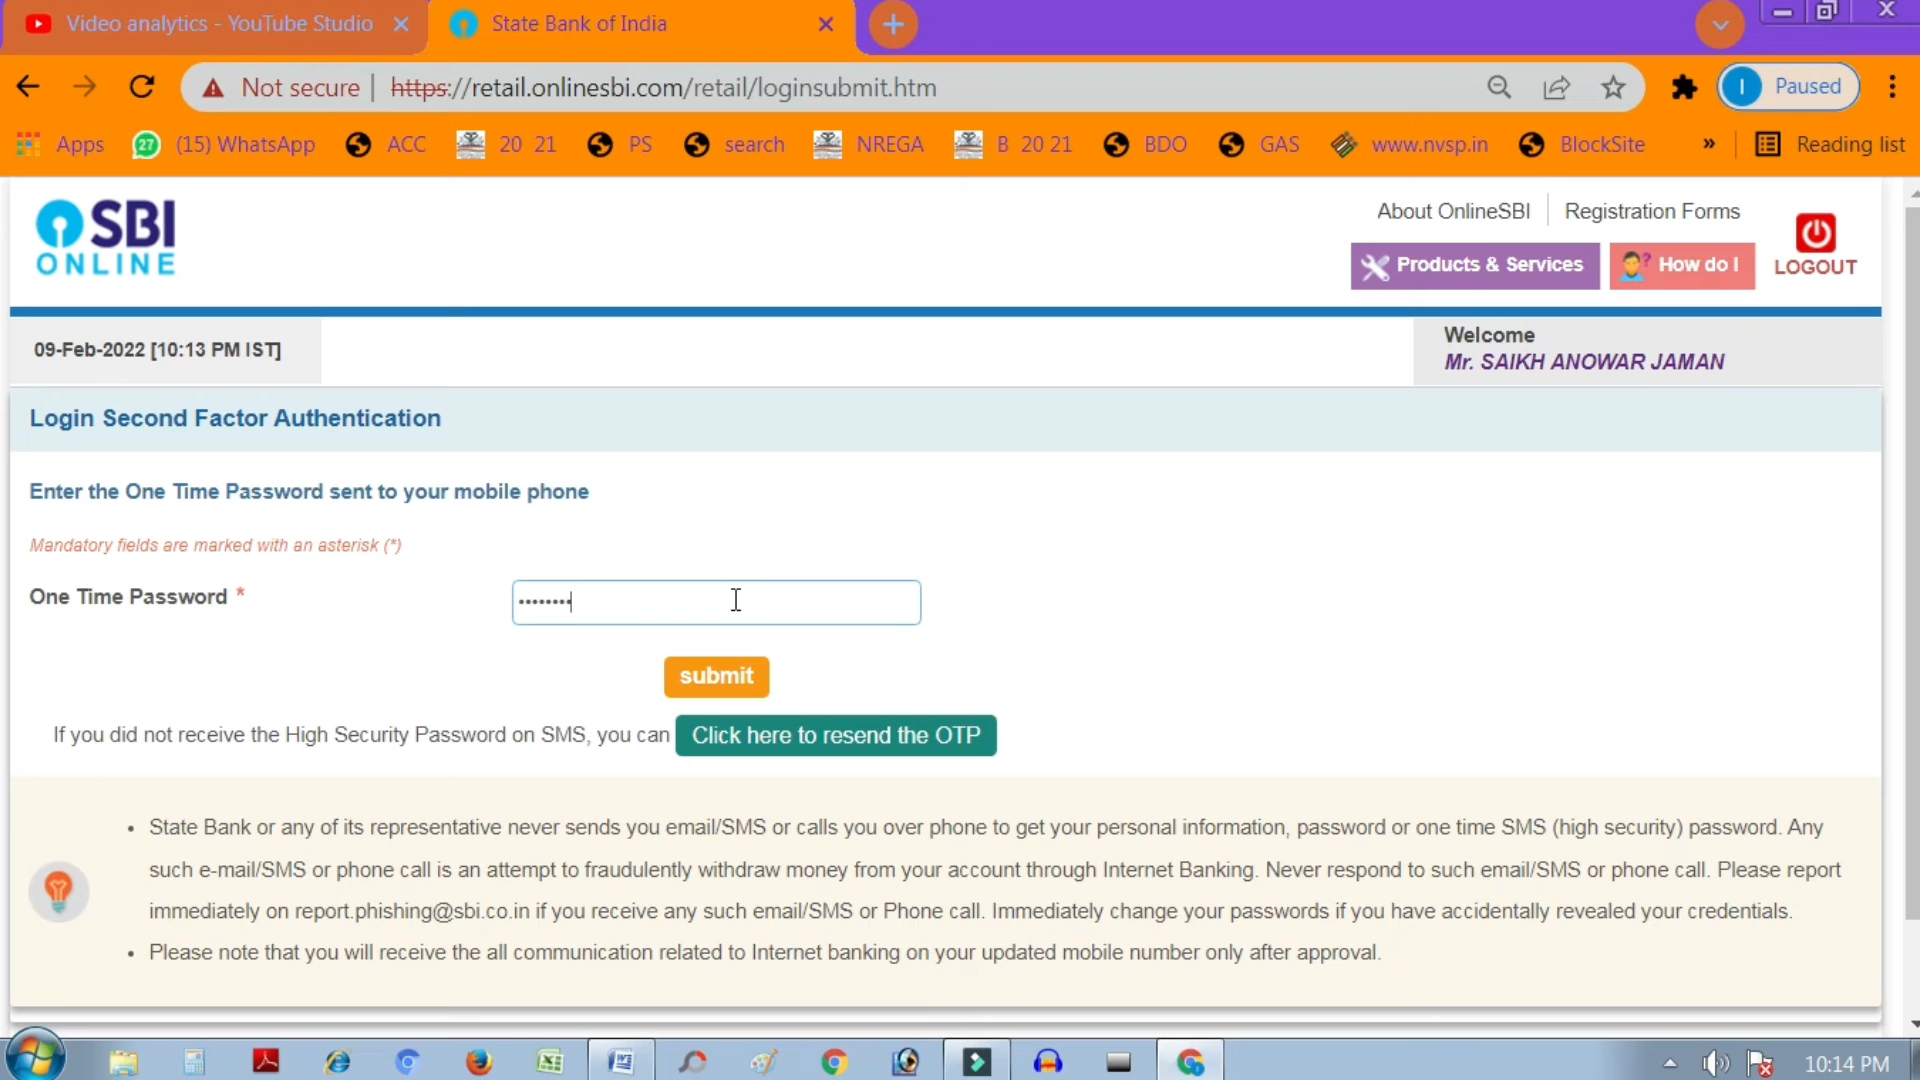 Video analytics - YouTube Studio
State Bank of India
Not secure
https://retail.onlinesbi.com/retail/loginsubmit.htm
I
Paused
Apps
27
(15) WhatsApp
ACC
20 21
PS
search
NREGA
B 20 21
BDO
GAS
www.nvsp.in
BlockSite
»
Reading list
SBI
ONLINE
About OnlineSBI
Registration Forms
Products & Services
How do I
LOGOUT
09-Feb-2022 [10:13 PM IST]
Welcome
Mr. SAIKH ANOWAR JAMAN
Login Second Factor Authentication
Enter the One Time Password sent to your mobile phone
Mandatory fields are marked with an asterisk (*)
One Time Password *
••••••••
submit
If you did not receive the High Security Password on SMS, you can Click here to resend the OTP
• State Bank or any of its representative never sends you email/SMS or calls you over phone to get your personal information, password or one time SMS (high security) password. Any
such e-mail/SMS or phone call is an attempt to fraudulently withdraw money from your account through Internet Banking. Never respond to such email/SMS or phone call. Please report
immediately on report.phishing@sbi.co.in if you receive any such email/SMS or Phone call. Immediately change your passwords if you have accidentally revealed your credentials.
• Please note that you will receive the all communication related to Internet banking on your updated mobile number only after approval.
10:14 PM